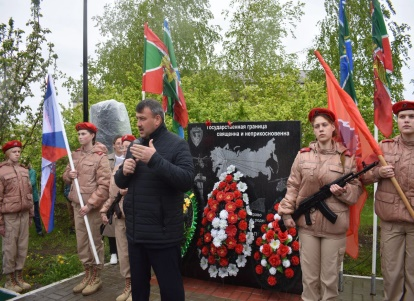 Государственная граница
священна и неприкосновенна